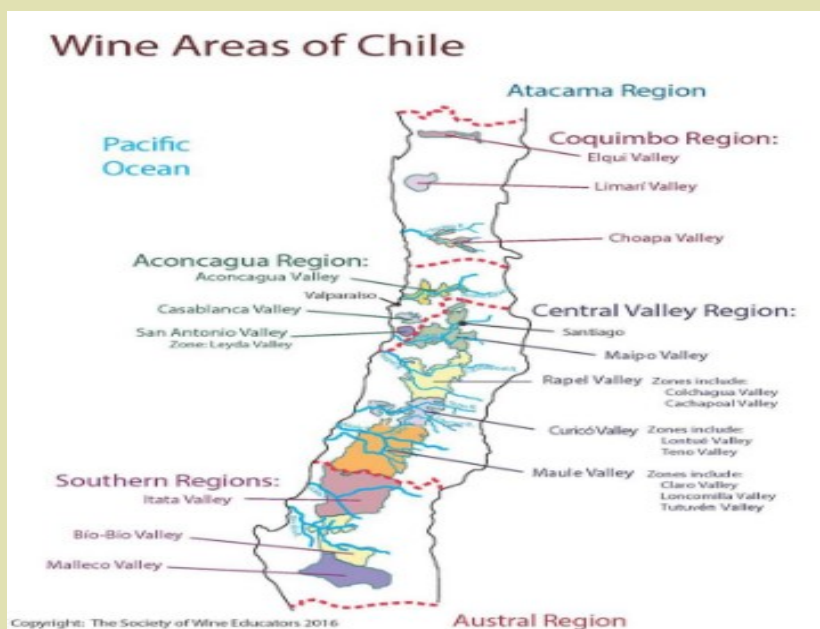 Wine Areas of Chile
Atacama Region
Pacific
Ocean
Coquimbo Region:
Elqui Valley
Limarí Valley
Choapa Valley
Aconcagua Region:
Aconcagua Valley
Valparaíso
Casablanca Valley
San Antonio Valley
Zone: Leyda Valley
Central Valley Region:
Santiago
Maipo Valley
Rapel Valley Zones include:
Colchagua Valley
Cachapoal Valley
Curicó Valley Zones include:
Lontué Valley
Teno Valley
Maule Valley Zones include:
Claro Valley
Loncomilla Valley
Tutuvén Valley
Southern Regions:
Itata Valley
Bío-Bío Valley
Malleco Valley
Austral Region
Copyright: The Society of Wine Educators 2016